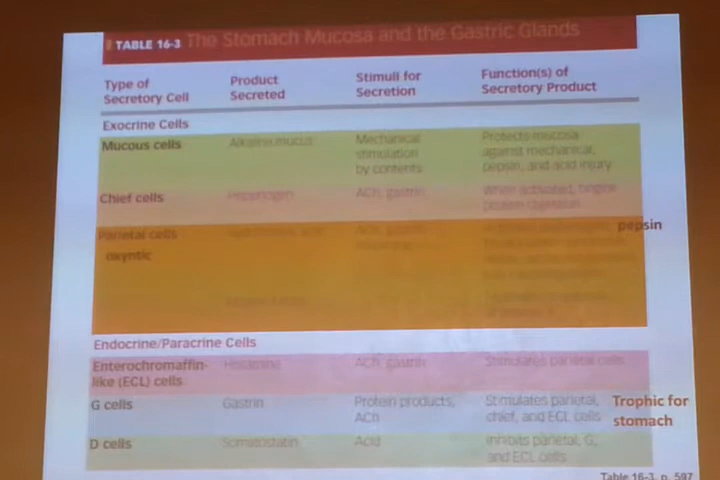 TABLE 16-3 The Stomach Mucosa and the Gastric Glands
Type of Secretory Cell
Product Secreted
Stimuli for Secretion
Function(s) of Secretory Product
Exocrine Cells
Mucous cells
Alkaline mucus
Mechanical stimulation by contents
Protects mucosa against mechanical, pepsin, and acid injury
Chief cells
Pepsinogen
ACh, gastrin
When activated, begins protein digestion
pepsin
Parietal cells
oxyntic
Endocrine/Paracrine Cells
Enterochromaffin-like (ECL) cells
Histamine
ACh, gastrin
Stimulates parietal cells
G cells
Gastrin
Protein products, ACh
Stimulates parietal, chief, and ECL cells
Trophic for stomach
D cells
Somatostatin
Acid
Inhibits parietal, G, and ECL cells
Table 16-3, p. 597